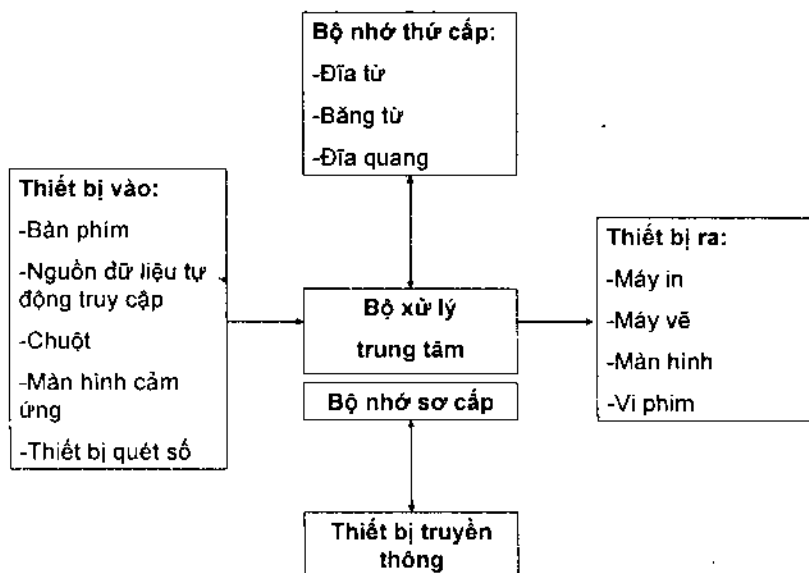 Bộ nhớ thứ cấp:
-Đĩa từ
-Băng từ
-Đĩa quang
Thiết bị vào:
-Bàn phím
-Nguồn dữ liệu tự
động truy cập
-Chuột
-Màn hình cảm
ứng
-Thiết bị quét số
Bộ xử lý
trung tâm
Bộ nhớ sơ cấp
Thiết bị truyền
thông
Thiết bị ra:
-Máy in
-Máy vẽ
-Màn hình
-Vi phim